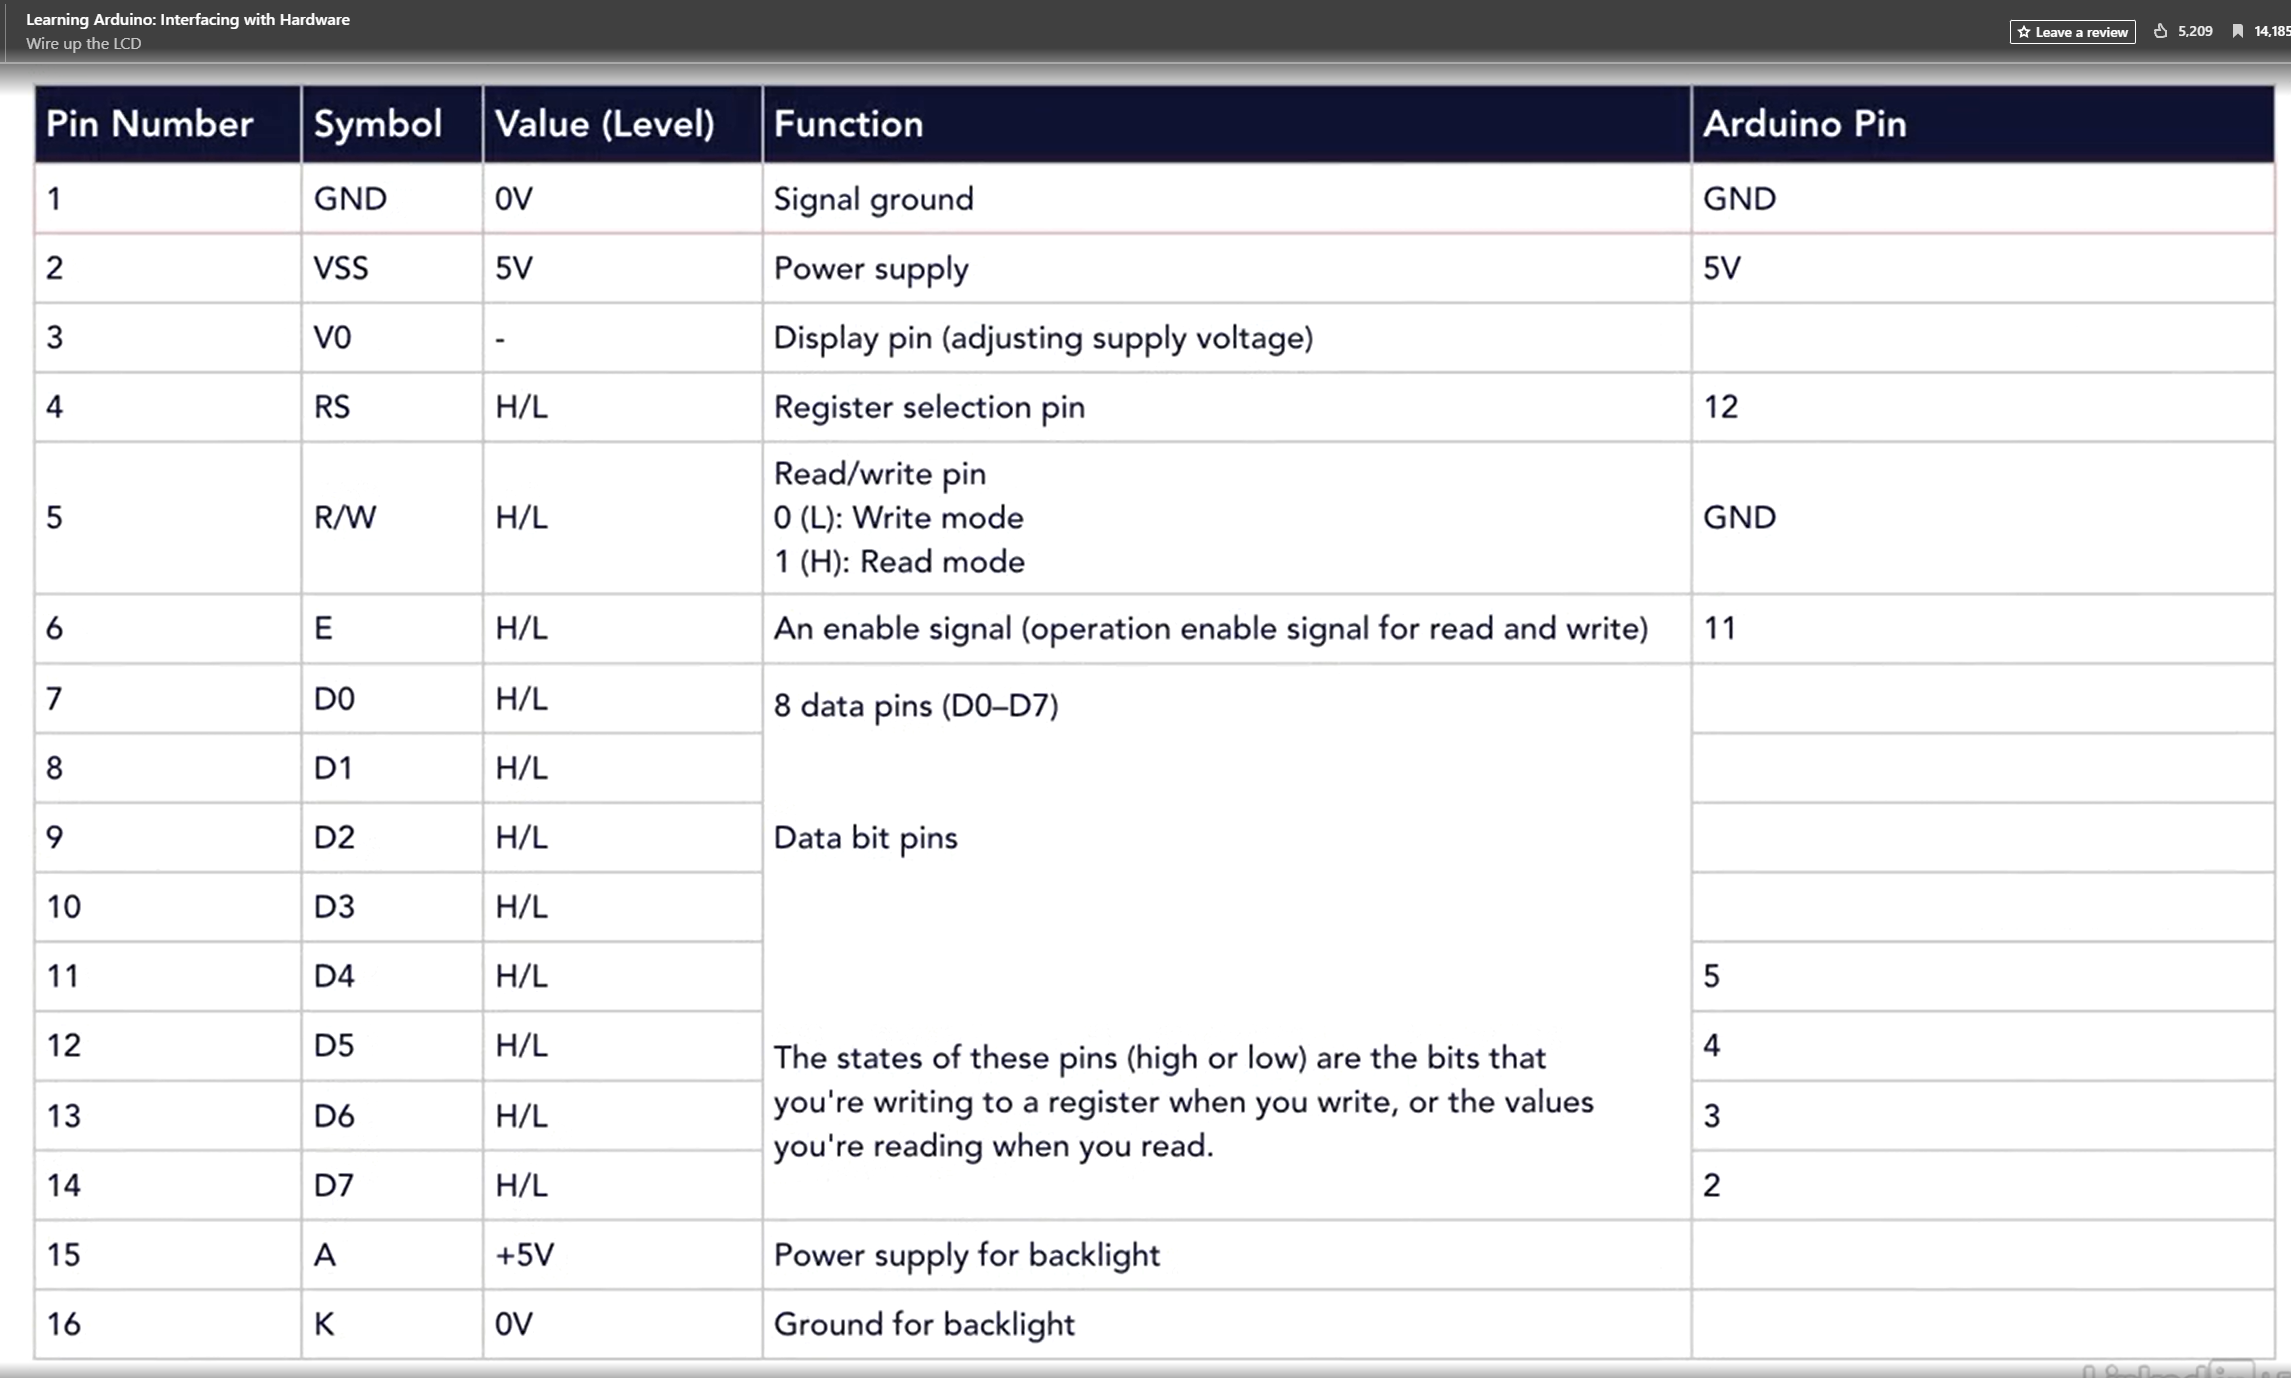 Learning Arduino: Interfacing with Hardware
Wire up the LCD
Leave a review 5,209 14,185
Pin Number Symbol Value (Level) Function Arduino Pin
1 GND 0V Signal ground GND
2 VSS 5V Power supply 5V
3 V0 - Display pin (adjusting supply voltage)
4 RS H/L Register selection pin 12
5 R/W H/L Read/write pin
0 (L): Write mode
1 (H): Read mode
GND
6 E H/L An enable signal (operation enable signal for read and write) 11
7 D0 H/L 8 data pins (D0–D7)
8 D1 H/L
9 D2 H/L Data bit pins
10 D3 H/L
11 D4 H/L 5
12 D5 H/L 4
The states of these pins (high or low) are the bits that
you're writing to a register when you write, or the values
you're reading when you read.
13 D6 H/L 3
14 D7 H/L 2
15 A +5V Power supply for backlight
16 K 0V Ground for backlight